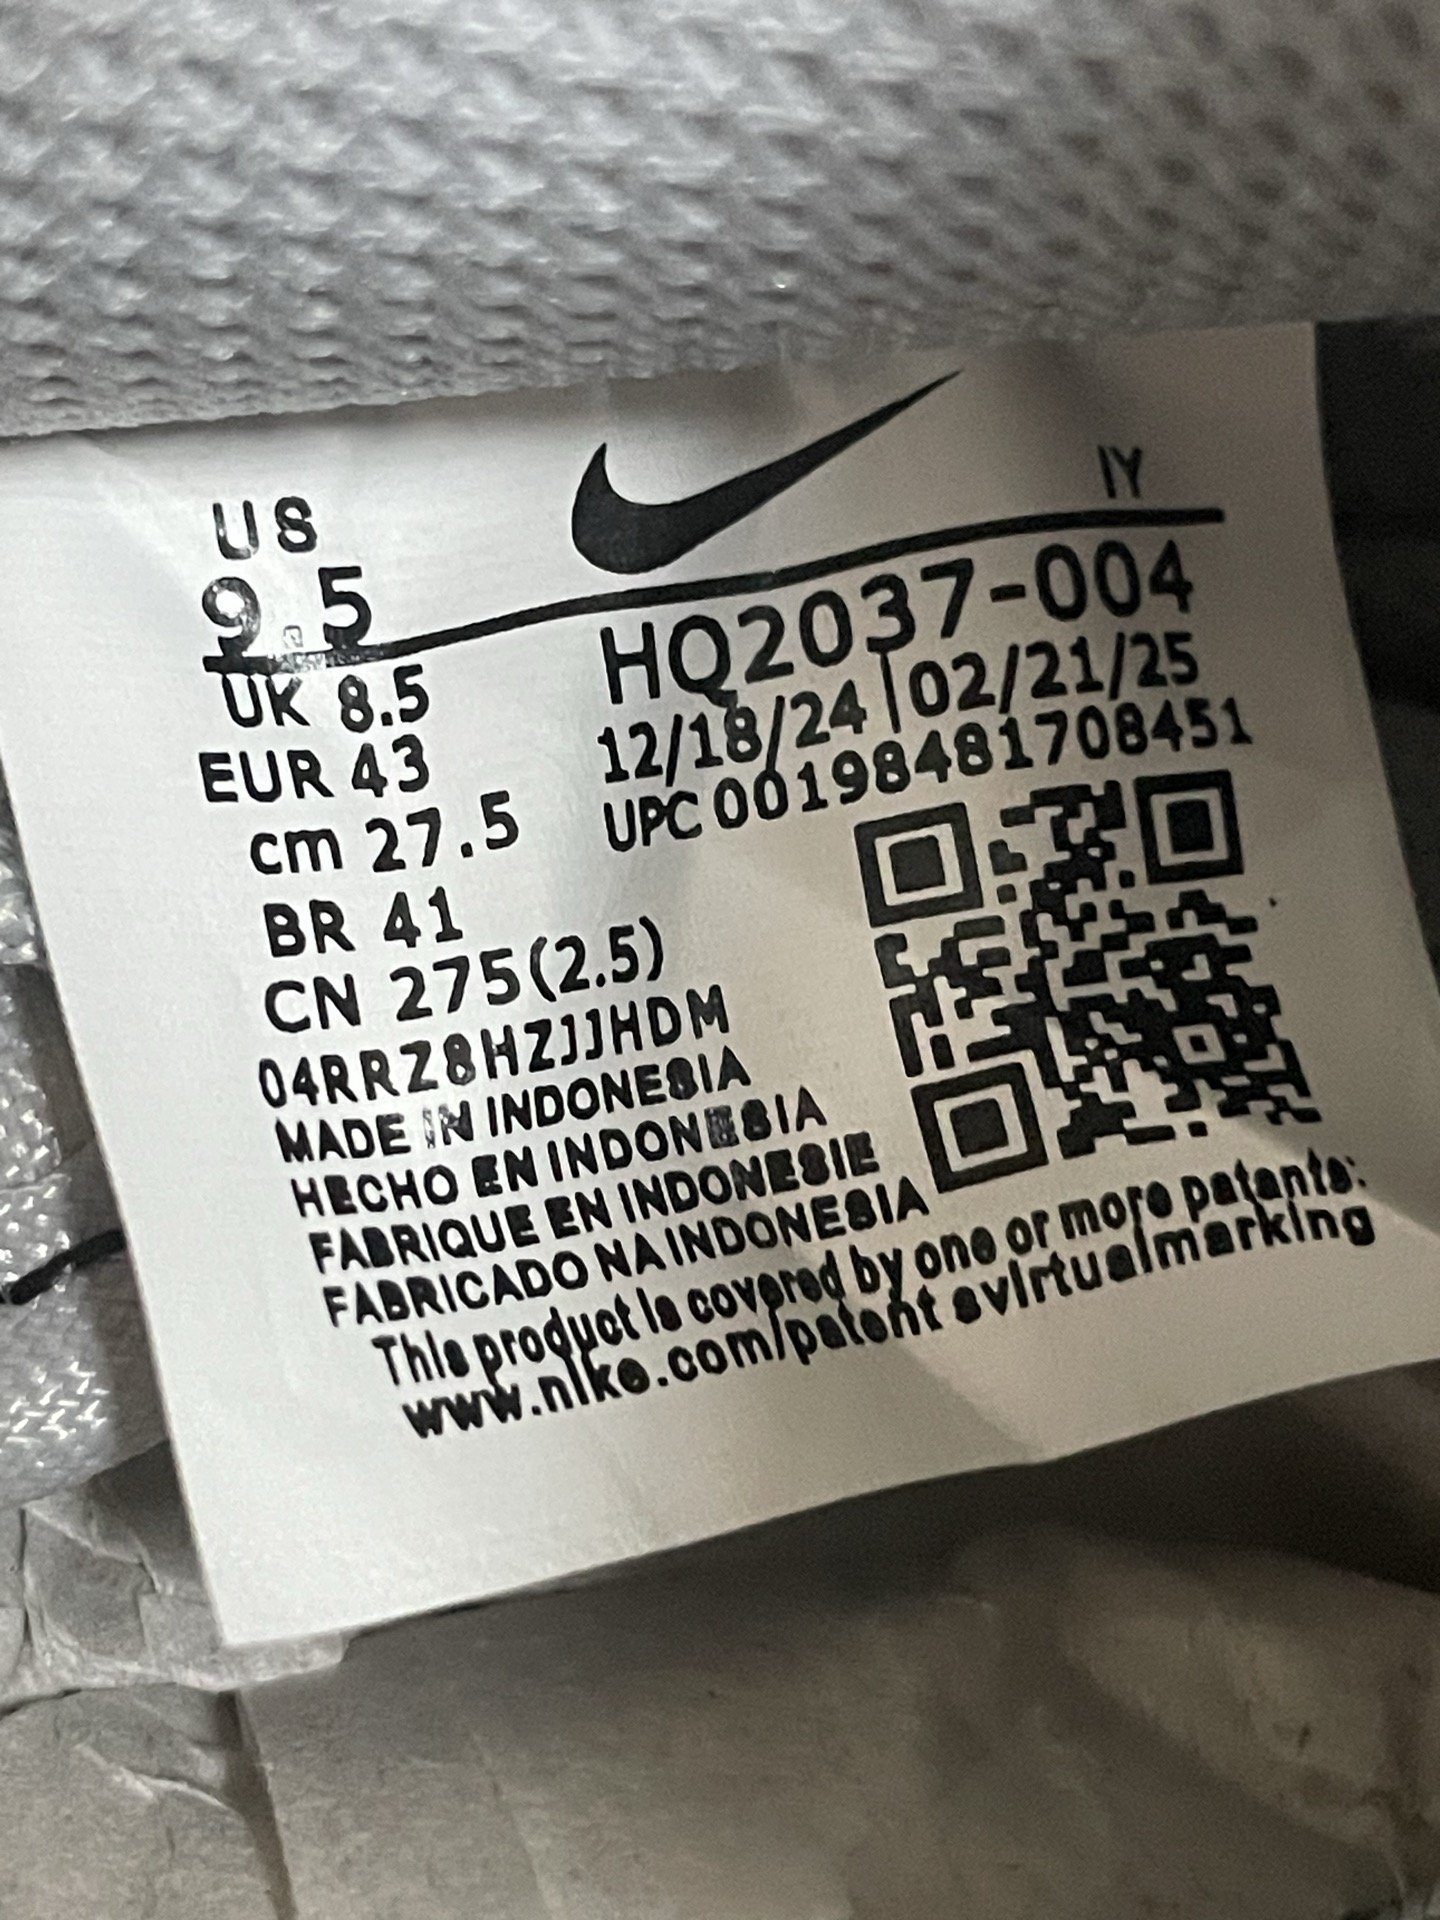 US
IY
9.5
HQ2037-004
UK 8.5
12/18/24 | 02/21/25
EUR 43
UPC 00198481708451
cm 27.5
BR 41
CN 275(2.5)
04RRZ8HZJJHDM
MADE IN INDONESIA
HECHO EN INDONESIA
FABRIQUE EN INDONESIE
FABRICADO NA INDONESIA
This product is covered by one or more patents:
www.nike.com/patent svirtualmarking